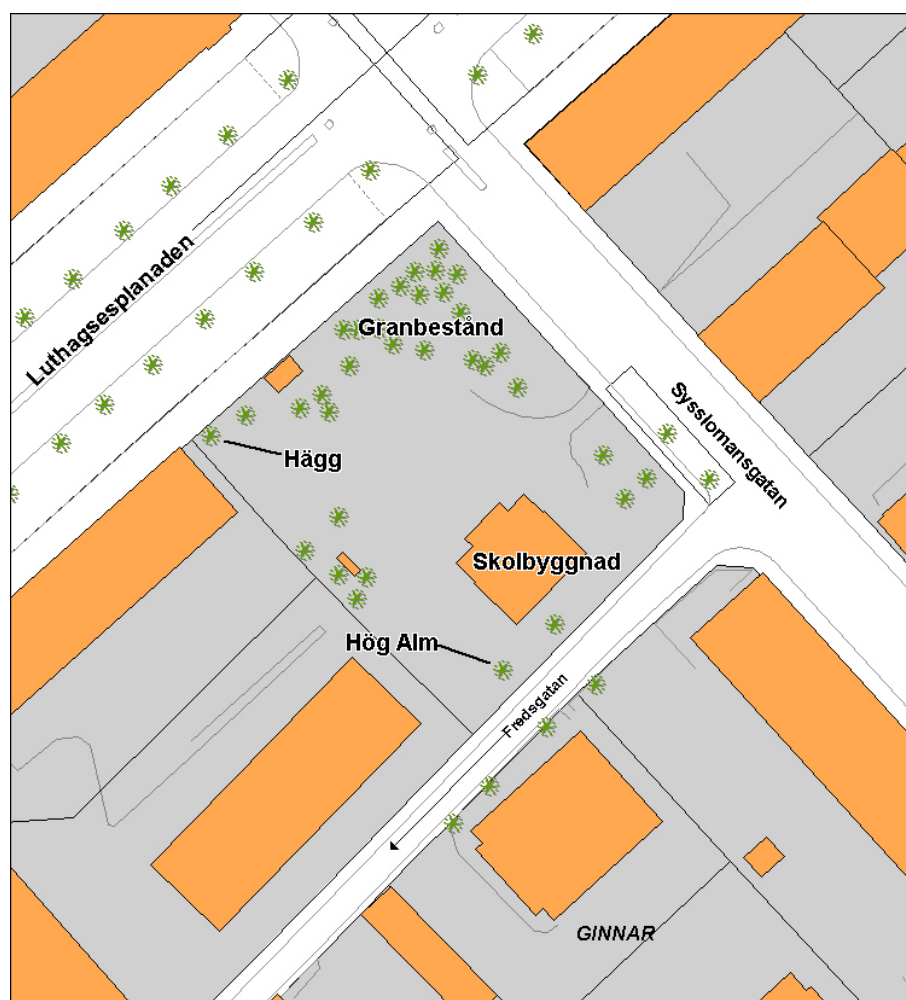 Luthagsesplanaden
Granbestånd
Sysslomansgatan
Hägg
Skolbyggnad
Hög Alm
Fredsgatan
GINNAR